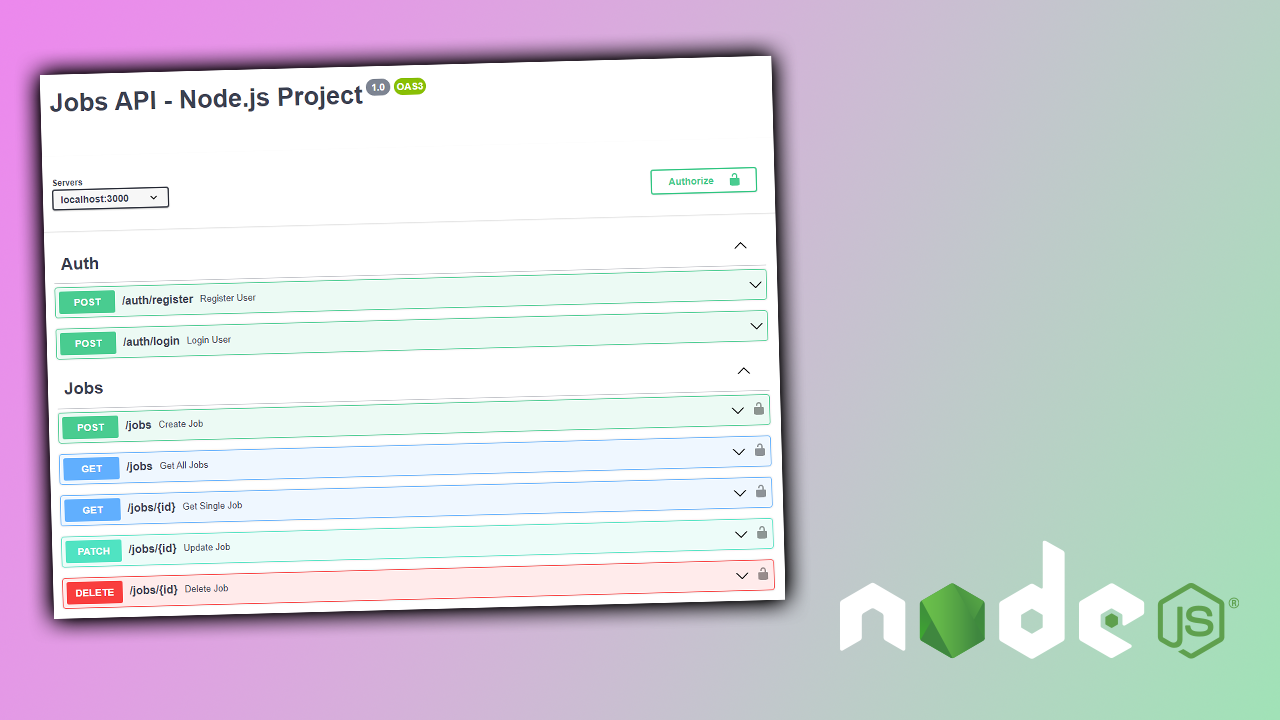 Jobs API - Node.js Project 1.0 OAS3
Servers
localhost:3000
Authorize
Auth
POST /auth/register Register User
POST /auth/login Login User
Jobs
POST /jobs Create Job
GET /jobs Get All Jobs
GET /jobs/{id} Get Single Job
PATCH /jobs/{id} Update Job
DELETE /jobs/{id} Delete Job
node JS ®